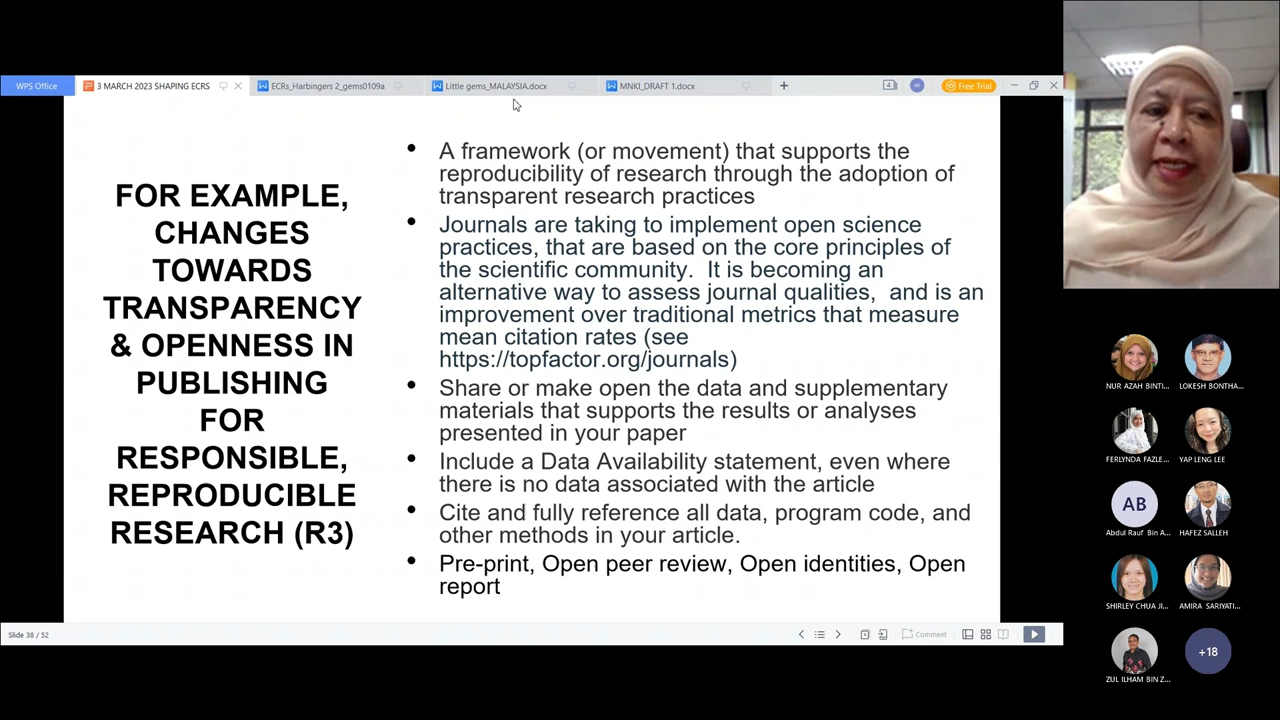 WPS Office
3 MARCH 2023 SHAPING ECRS
ECRs_Harbingers 2_gems0109a
Little gems_MALAYSIA.docx
MNKI_DRAFT 1.docx
Free Trial
FOR EXAMPLE,
CHANGES
TOWARDS
TRANSPARENCY
& OPENNESS IN
PUBLISHING
FOR
RESPONSIBLE,
REPRODUCIBLE
RESEARCH (R3)
• A framework (or movement) that supports the
reproducibility of research through the adoption of
transparent research practices
• Journals are taking to implement open science
practices, that are based on the core principles of
the scientific community. It is becoming an
alternative way to assess journal qualities, and is an
improvement over traditional metrics that measure
mean citation rates (see
https://topfactor.org/journals)
• Share or make open the data and supplementary
materials that supports the results or analyses
presented in your paper
• Include a Data Availability statement, even where
there is no data associated with the article
• Cite and fully reference all data, program code, and
other methods in your article.
• Pre-print, Open peer review, Open identities, Open
report
Slide 38 / 52
Comment
NUR AZAH BINTI...
LOKESH BONTHA...
FERLYNDA FAZLE...
YAP LENG LEE
AB
Abdul Rauf Bin A...
HAFEZ SALLEH
SHIRLEY CHUA JI...
AMIRA SARIYATI...
ZUL ILHAM BIN Z...
+18